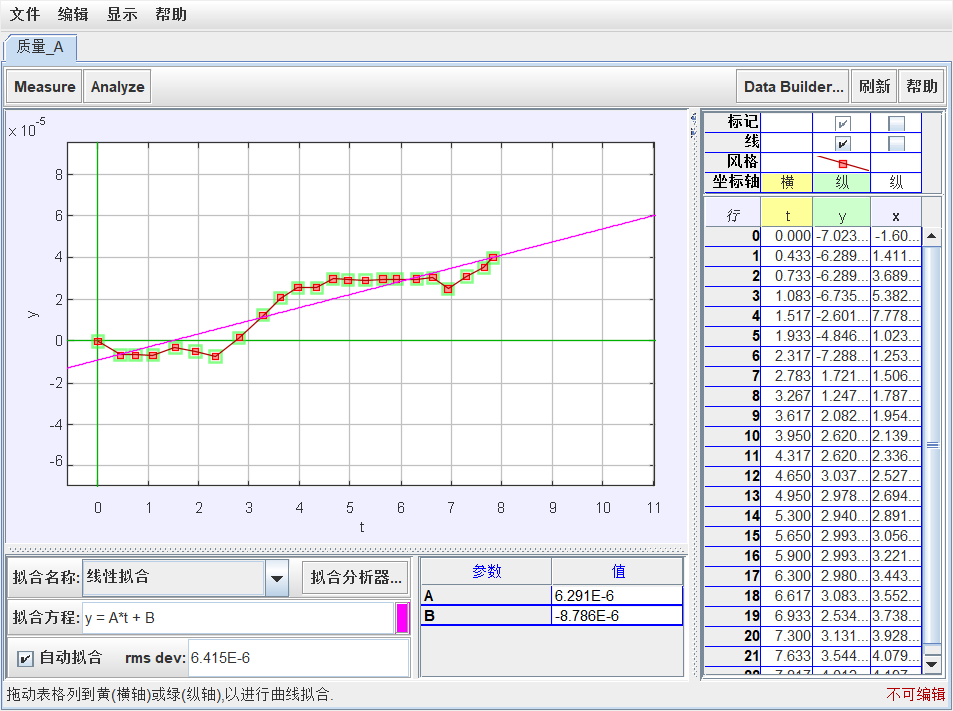 文件 编辑 显示 帮助
质量_A
Measure Analyze Data Builder... 刷新 帮助
x 10-5
8
6
4
2
0
-2
-4
-6
y
0 1 2 3 4 5 6 7 8 9 10 11
t
标记
线
风格
坐标轴 横 纵 纵
行 t y x
0 0.000 -7.023... -1.60...
1 0.433 -6.289... 1.411...
2 0.733 -6.289... 3.689...
3 1.083 -6.735... 5.382...
4 1.517 -2.601... 7.778...
5 1.933 -4.846... 1.023...
6 2.317 -7.288... 1.253...
7 2.783 1.721... 1.506...
8 3.267 1.247... 1.787...
9 3.617 2.082... 1.954...
10 3.950 2.620... 2.139...
11 4.317 2.620... 2.336...
12 4.650 3.037... 2.527...
13 4.950 2.978... 2.694...
14 5.300 2.940... 2.891...
15 5.650 2.993... 3.056...
16 5.900 2.993... 3.221...
17 6.300 2.980... 3.443...
18 6.617 3.083... 3.552...
19 6.933 2.534... 3.738...
20 7.300 3.131... 3.928...
21 7.633 3.544... 4.079...
拟合名称: 线性拟合 拟合分析器...
拟合方程: y = A*t + B
自动拟合 rms dev: 6.415E-6
参数 值
A 6.291E-6
B -8.786E-6
拖动表格列到黄(横轴)或绿(纵轴),以进行曲线拟合.
不可编辑